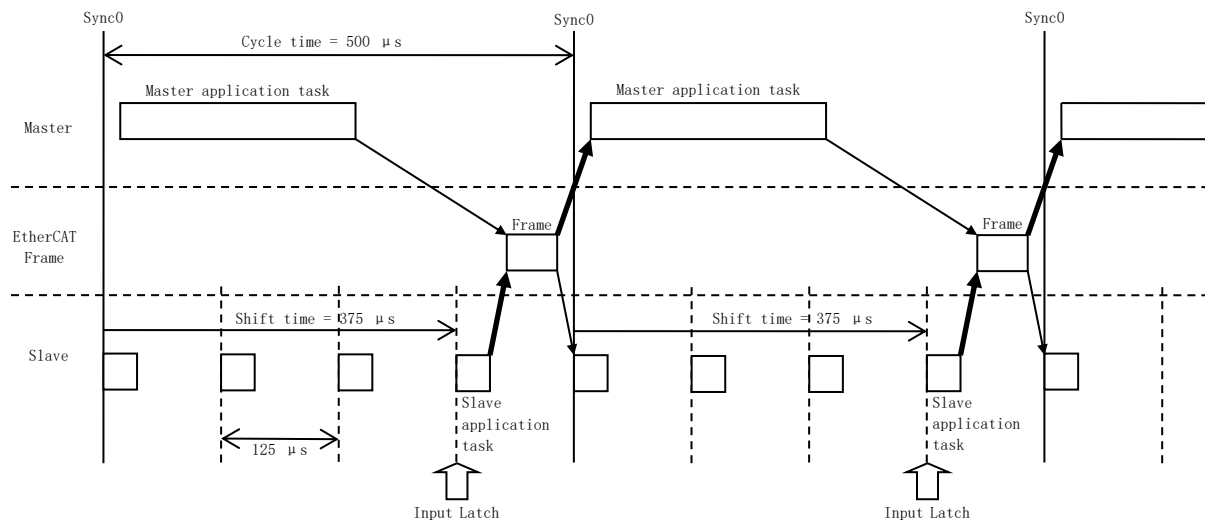 Sync0
Sync0
Sync0
Cycle time = 500 μs
Master application task
Master application task
Master
Frame
Frame
EtherCAT
Frame
Shift time = 375 μs
Shift time = 375 μs
Slave
Slave
application
task
Slave
application
task
125 μs
Input Latch
Input Latch